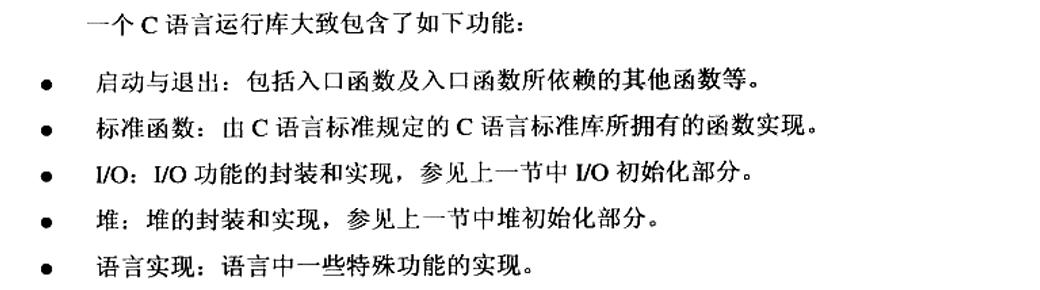 一个 C 语言运行库大致包含了如下功能：
● 启动与退出：包括入口函数及入口函数所依赖的其他函数等。
● 标准函数：由 C 语言标准规定的 C 语言标准库所拥有的函数实现。
● I/O：I/O 功能的封装和实现，参见上一节中 I/O 初始化部分。
● 堆：堆的封装和实现，参见上一节中堆初始化部分。
● 语言实现：语言中一些特殊功能的实现。